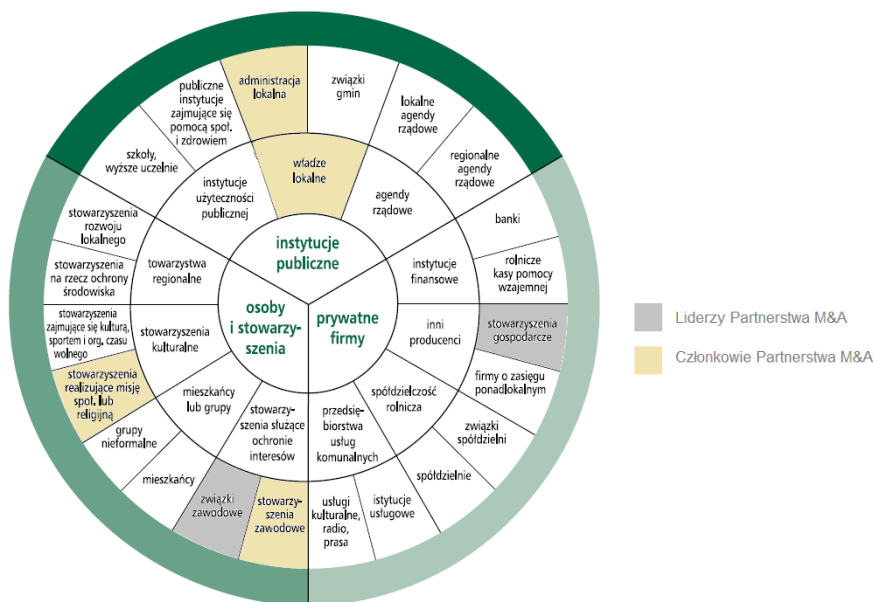 administracja
lokalna
związki
gmin
lokalne
agendy
rządowe
regionalne
agendy
rządowe
banki
rolnicze
kasy pomocy
wzajemnej
stowarzyszenia
gospodarcze
firmy o zasięgu
ponadlokalnym
związki
spółdzielni
spółdzielnie
istytucje
usługowe
usługi
kulturalne,
radio,
prasa
stowarzy-
szenia
zawodowe
związki
zawodowe
mieszkańcy
grupy
nieformalne
stowarzyszenia
realizujące misję
społ. lub
religijną
stowarzyszenia
zajmujące się kulturą,
sportem i org. czasu
wolnego
stowarzyszenia
na rzecz ochrony
środowiska
stowarzyszenia
rozwoju
lokalnego
szkoły,
wyższe uczelnie
publiczne
instytucje
zajmujące się
pomocą społ.
i zdrowiem
władze
lokalne
agendy
rządowe
instytucje
finansowe
inni
producenci
spółdzielczość
rolnicza
przedsię-
biorstwa
usług
komunalnych
stowarzy-
szenia służące
ochronie
interesów
mieszkańcy
lub grupy
stowarzyszenia
kulturalne
towarzystwa
regionalne
instytucje
użyteczności
publicznej
instytucje
publiczne
prywatne
firmy
osoby
i stowarzy-
szenia
Liderzy Partnerstwa M&A
Członkowie Partnerstwa M&A